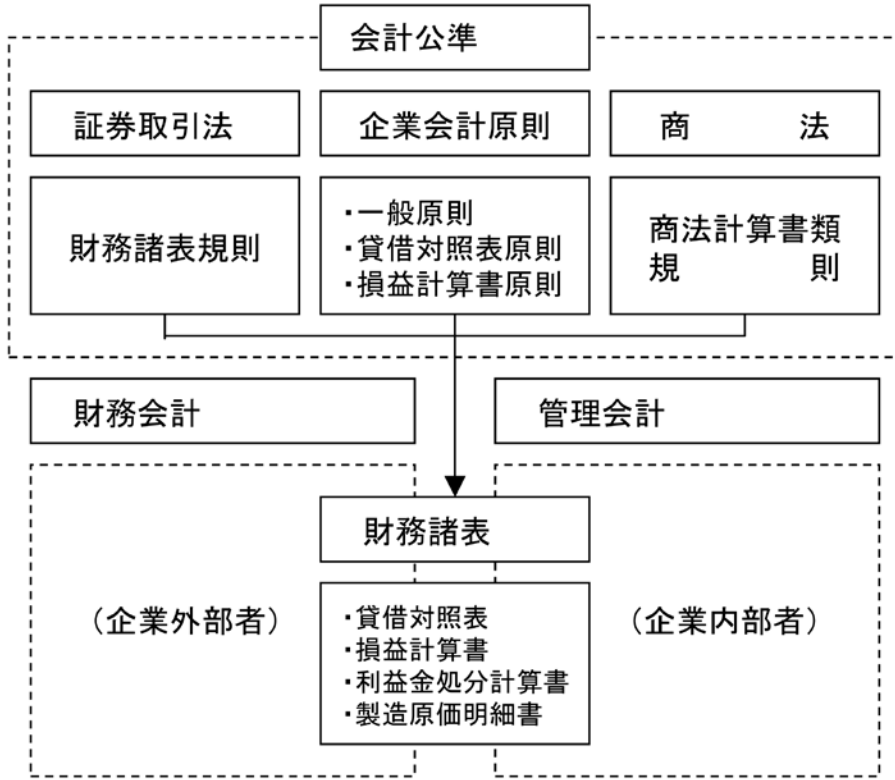 会計公準
証券取引法
企業会計原則
商　　　法
財務諸表規則
・一般原則
・貸借対照表原則
・損益計算書原則
商法計算書類
規　　　則
財務会計
管理会計
財務諸表
（企業外部者）
・貸借対照表
・損益計算書
・利益金処分計算書
・製造原価明細書
（企業内部者）